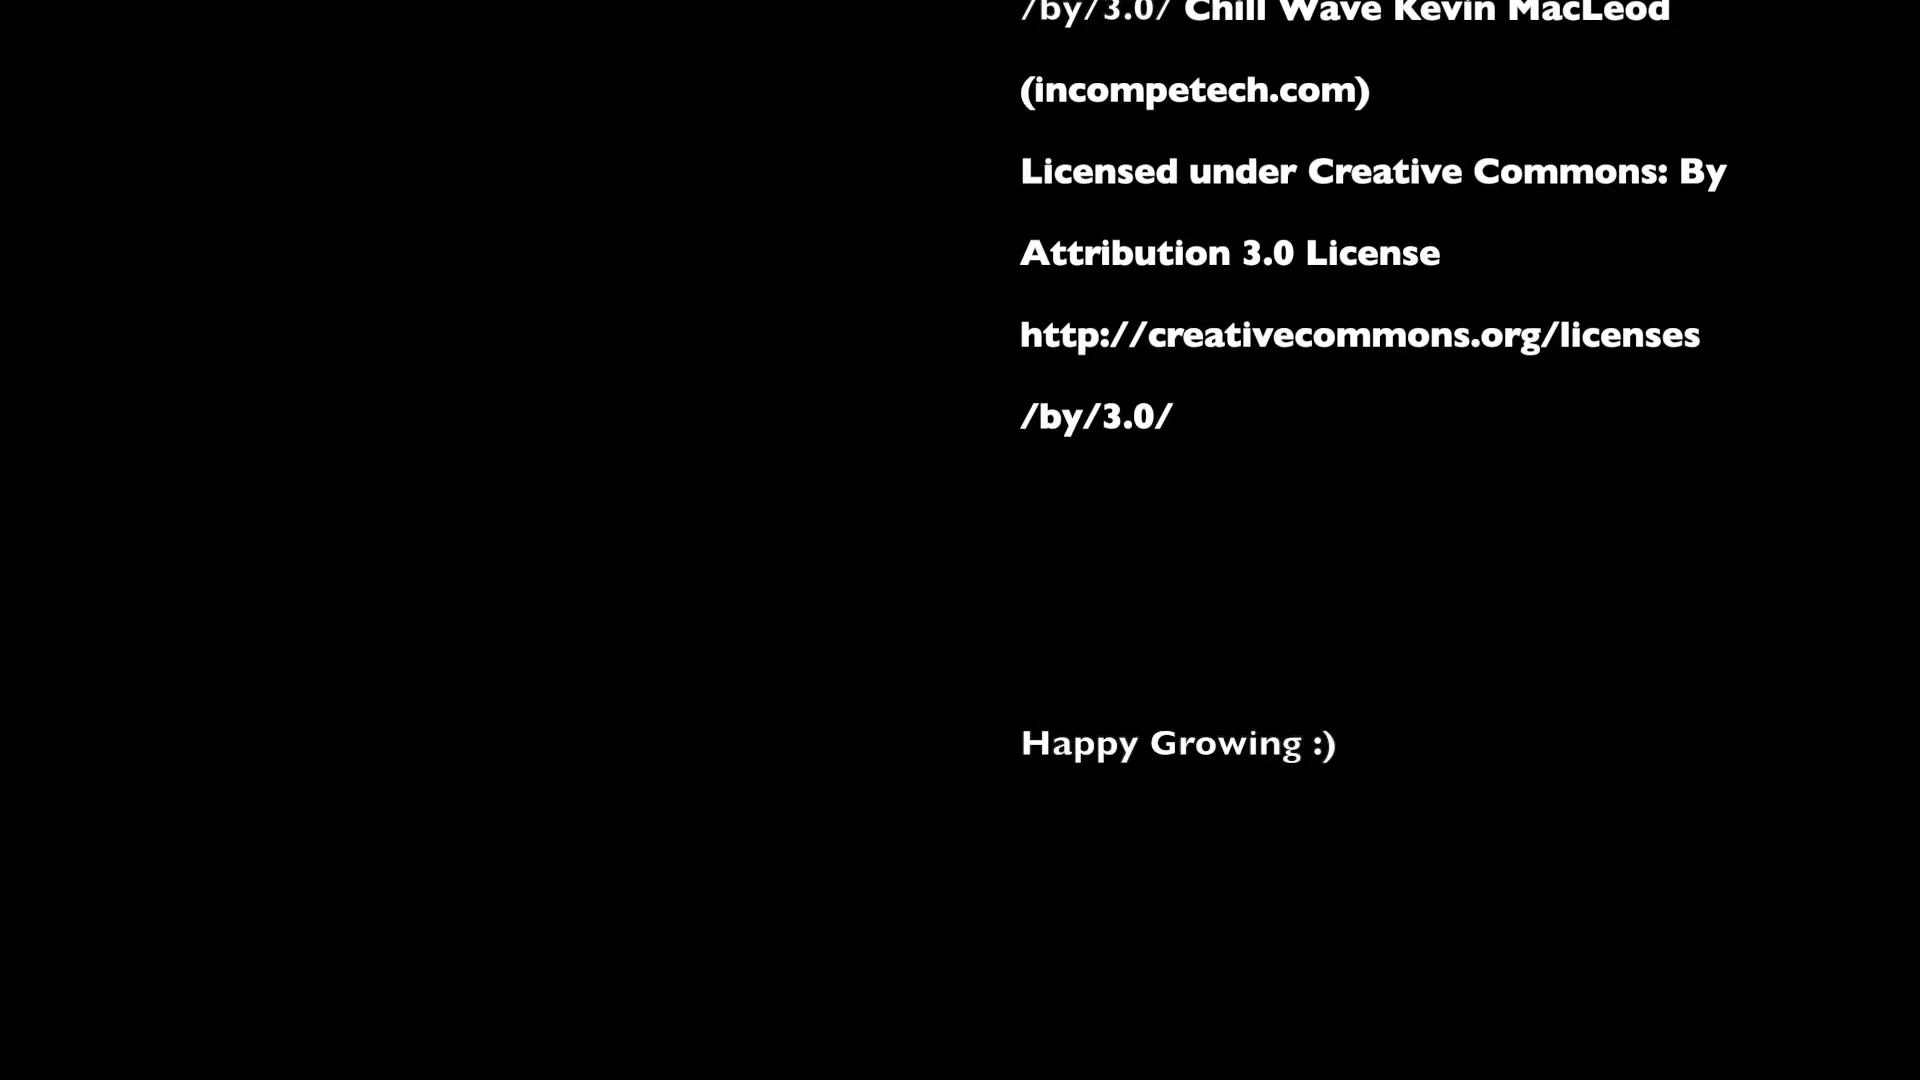 /by/3.0/ Chill Wave Kevin MacLeod
(incompetech.com)
Licensed under Creative Commons: By
Attribution 3.0 License
http://creativecommons.org/licenses
/by/3.0/
Happy Growing :)